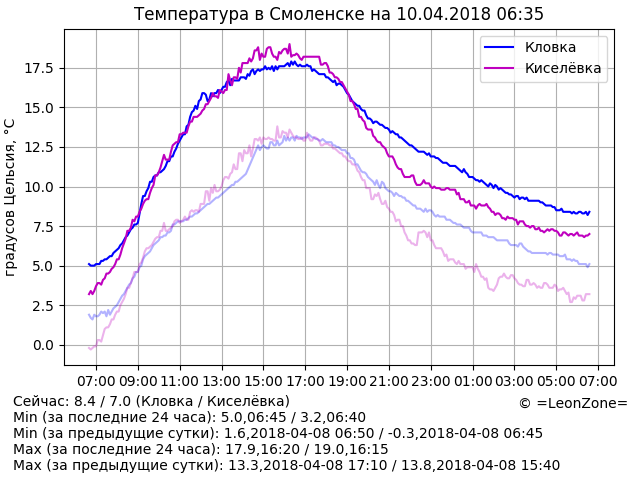 Температура в Смоленске на 10.04.2018 06:35
Кловка
Киселёвка
градусов Цельсия, °C
17.5
15.0
12.5
10.0
7.5
5.0
2.5
0.0
07:00 09:00 11:00 13:00 15:00 17:00 19:00 21:00 23:00 01:00 03:00 05:00 07:00
Сейчас: 8.4 / 7.0 (Кловка / Киселёвка)
© =LeonZone=
Min (за последние 24 часа): 5.0,06:45 / 3.2,06:40
Min (за предыдущие сутки): 1.6,2018-04-08 06:50 / -0.3,2018-04-08 06:45
Max (за последние 24 часа): 17.9,16:20 / 19.0,16:15
Max (за предыдущие сутки): 13.3,2018-04-08 17:10 / 13.8,2018-04-08 15:40